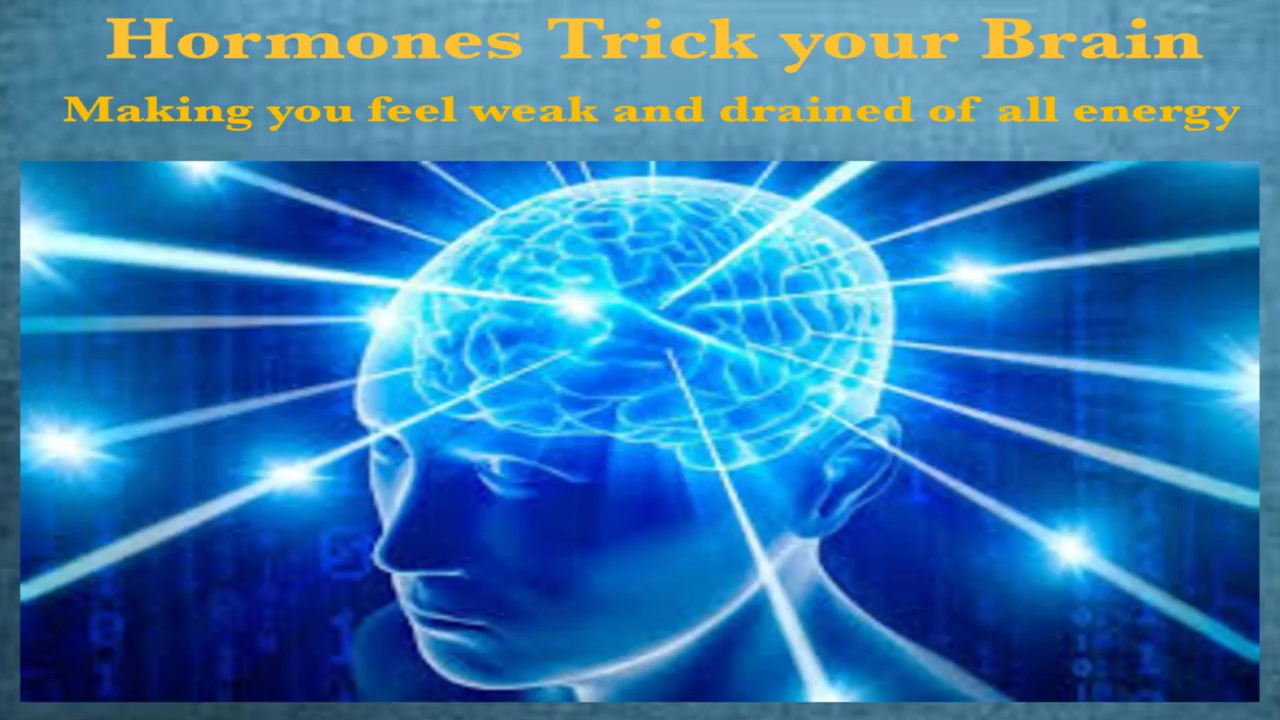 Hormones Trick your Brain
Making you feel weak and drained of all energy